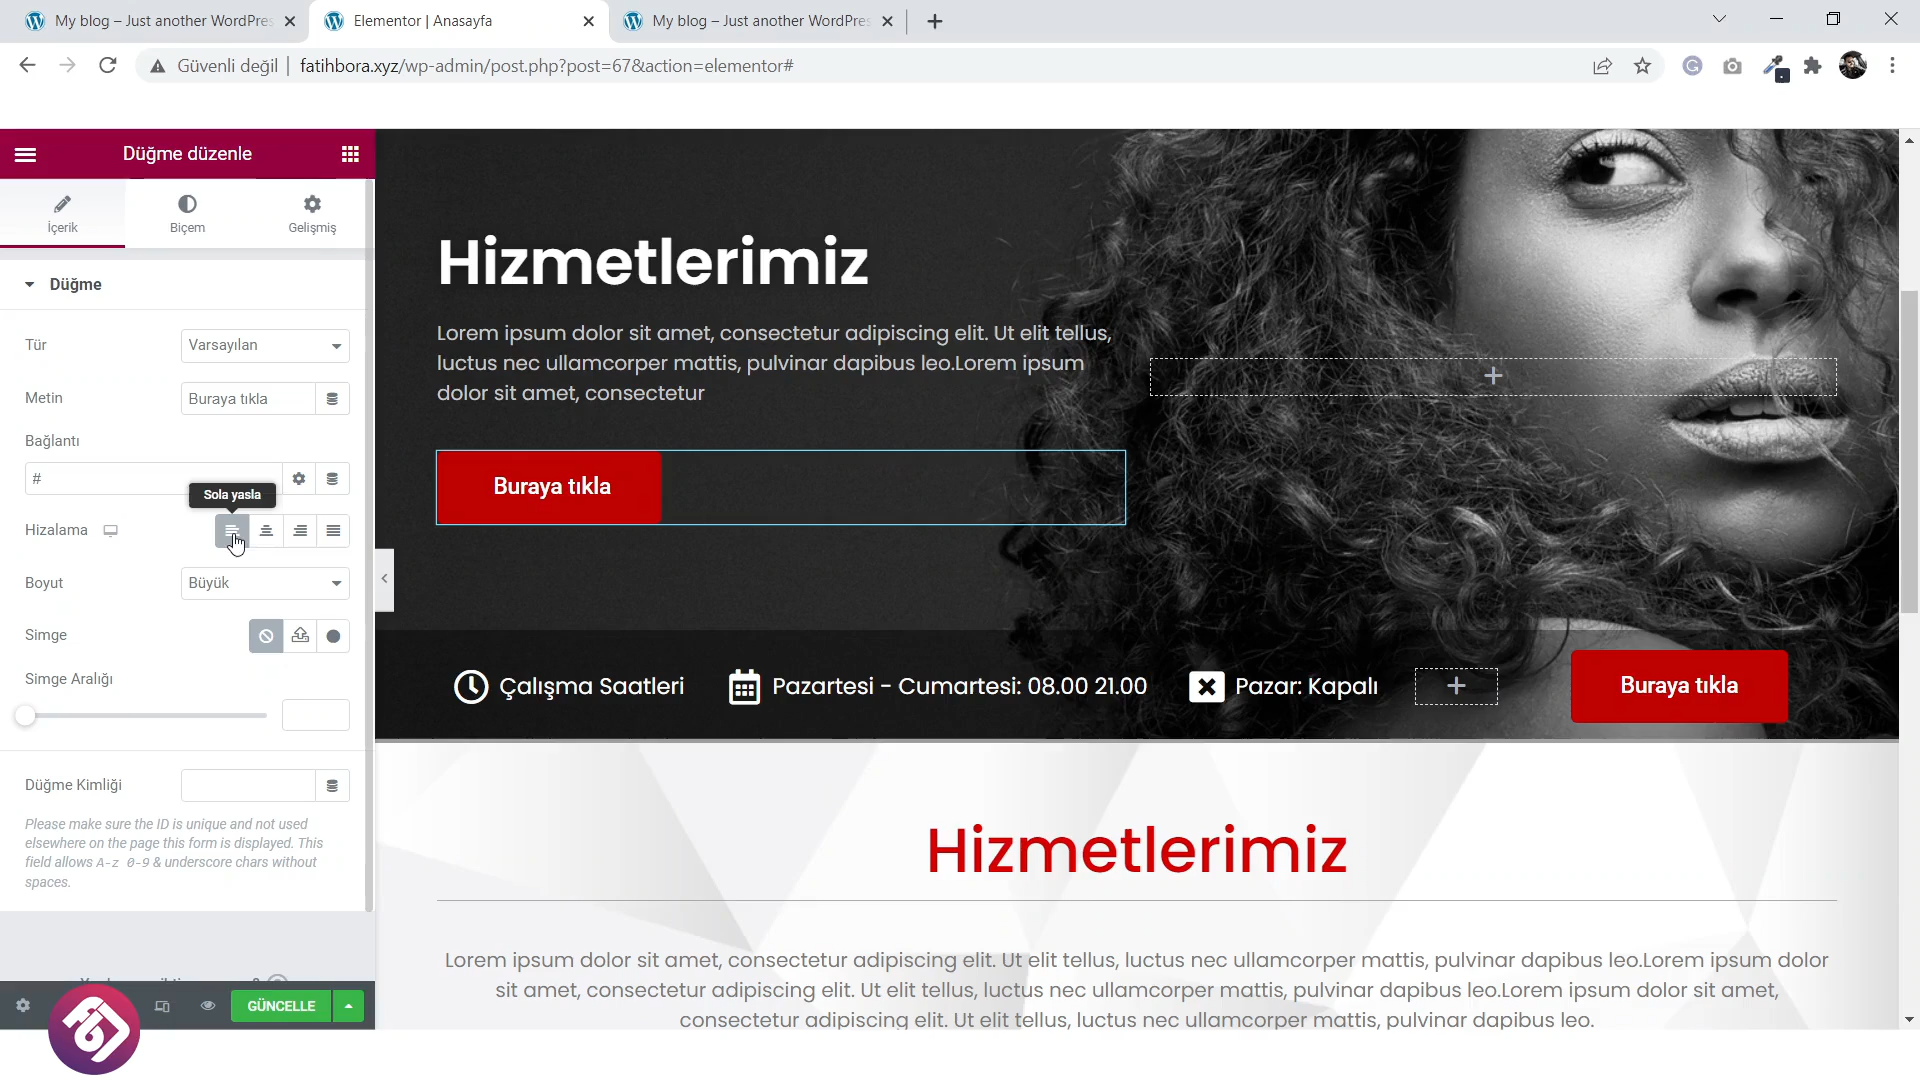 My blog – Just another WordPres
Elementor | Anasayfa
My blog – Just another WordPres
Güvenli değil
fatihbora.xyz/wp-admin/post.php?post=67&action=elementor#
Düğme düzenle
İçerik
Biçem
Gelişmiş
Düğme
Tür
Varsayılan
Metin
Buraya tıkla
Bağlantı
#
Sola yasla
Hizalama
Boyut
Büyük
Simge
Simge Aralığı
Düğme Kimliği
Please make sure the ID is unique and not used
elsewhere on the page this form is displayed. This
field allows A-z 0-9 & underscore chars without
spaces.
GÜNCELLE
Hizmetlerimiz
Lorem ipsum dolor sit amet, consectetur adipiscing elit. Ut elit tellus,
luctus nec ullamcorper mattis, pulvinar dapibus leo.Lorem ipsum
dolor sit amet, consectetur
Buraya tıkla
Çalışma Saatleri
Pazartesi - Cumartesi: 08.00 21.00
Pazar: Kapalı
Buraya tıkla
Hizmetlerimiz
Lorem ipsum dolor sit amet, consectetur adipiscing elit. Ut elit tellus, luctus nec ullamcorper mattis, pulvinar dapibus leo.Lorem ipsum dolor
sit amet, consectetur adipiscing elit. Ut elit tellus, luctus nec ullamcorper mattis, pulvinar dapibus leo.Lorem ipsum dolor sit amet,
consectetur adipiscing elit. Ut elit tellus, luctus nec ullamcorper mattis, pulvinar dapibus leo.